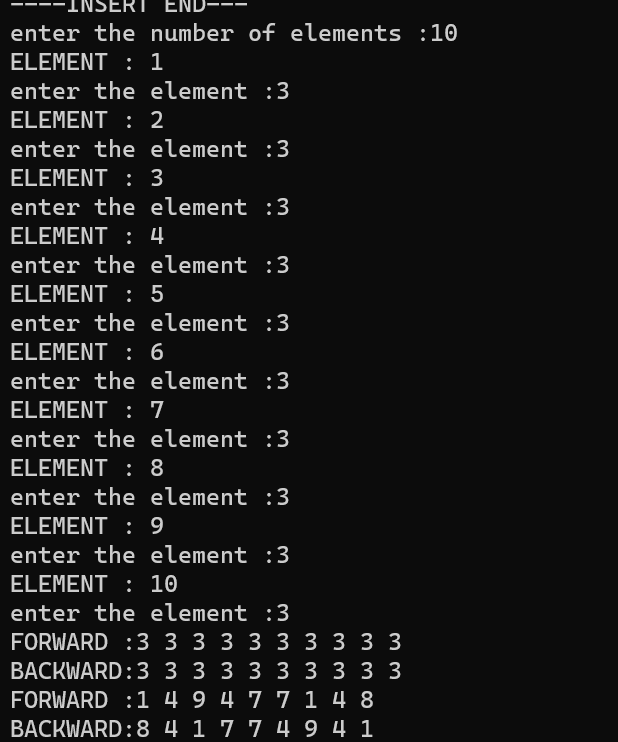 ----INSERT END---
enter the number of elements :10
ELEMENT : 1
enter the element :3
ELEMENT : 2
enter the element :3
ELEMENT : 3
enter the element :3
ELEMENT : 4
enter the element :3
ELEMENT : 5
enter the element :3
ELEMENT : 6
enter the element :3
ELEMENT : 7
enter the element :3
ELEMENT : 8
enter the element :3
ELEMENT : 9
enter the element :3
ELEMENT : 10
enter the element :3
FORWARD :3 3 3 3 3 3 3 3 3 3
BACKWARD:3 3 3 3 3 3 3 3 3 3
FORWARD :1 4 9 4 7 7 1 4 8
BACKWARD:8 4 1 7 7 4 9 4 1